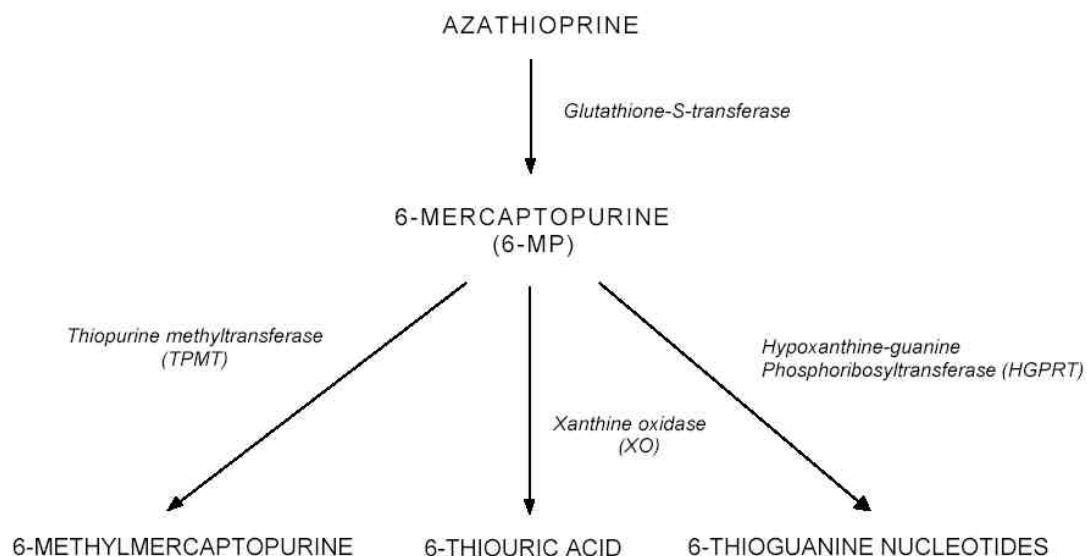 AZATHIOPRINE
Glutathione-S-transferase
6-MERCAPTOPURINE
(6-MP)
Thiopurine methyltransferase
(TPMT)
Hypoxanthine-guanine
Phosphoribosyltransferase (HGPRT)
Xanthine oxidase
(XO)
6-METHYLMERCAPTOPURINE
6-THIOURIC ACID
6-THIOGUANINE NUCLEOTIDES